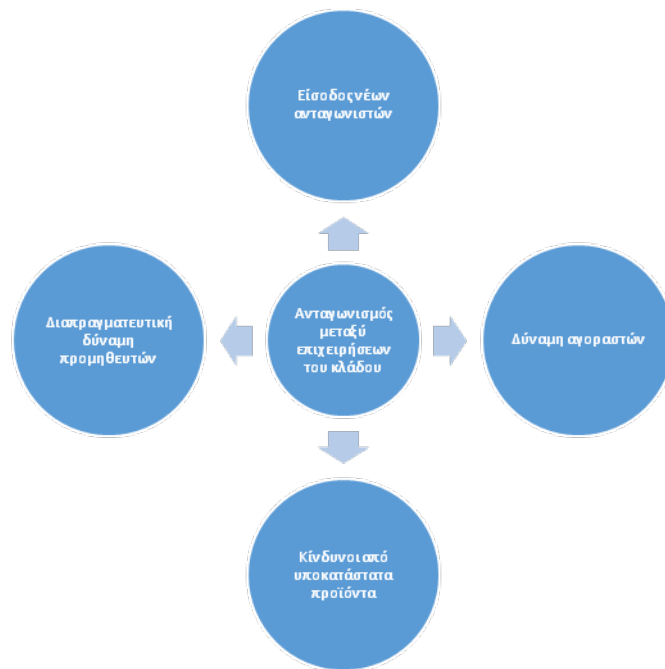 Είσοδος νέων
ανταγωνιστών
Διαπραγματευτική
δύναμη
προμηθευτών
Ανταγωνισμός
μεταξύ
επιχειρήσεων
του κλάδου
Δύναμη αγοραστών
Κίνδυνοι από
υποκατάστατα
προϊόντα